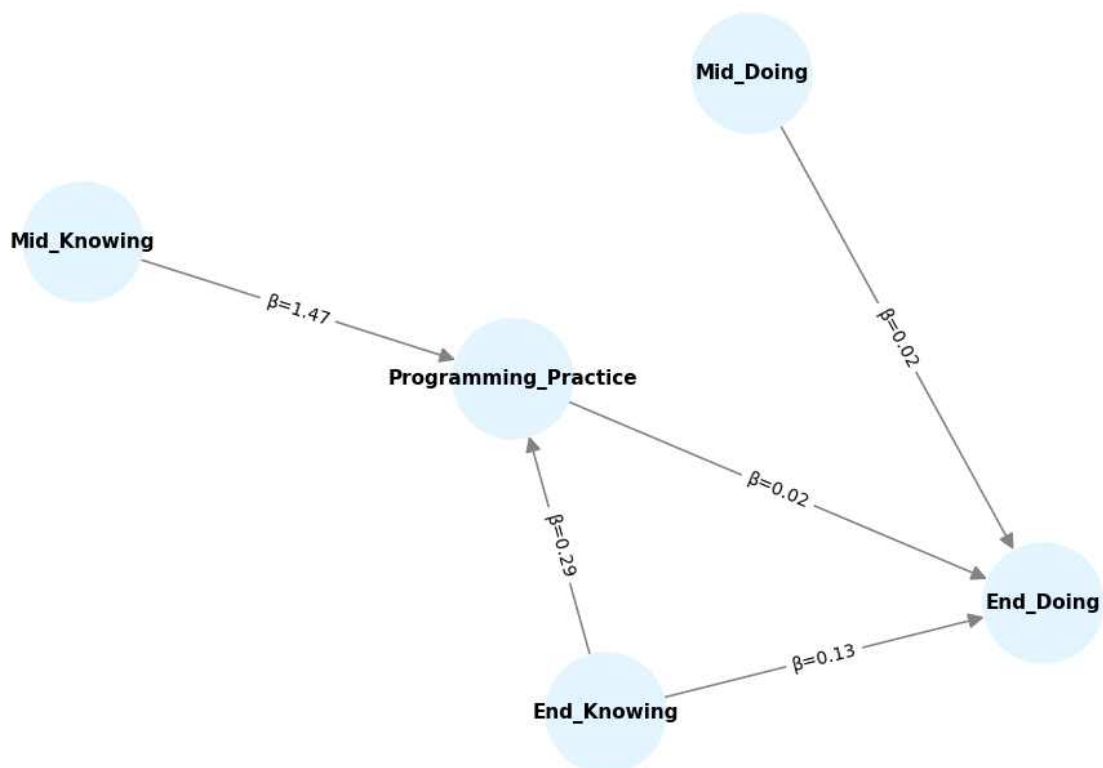 Mid_Doing
Mid_Knowing
β=1.47
β=0.02
Programming_Practice
β=0.02
β=0.29
End_Doing
β=0.13
End_Knowing